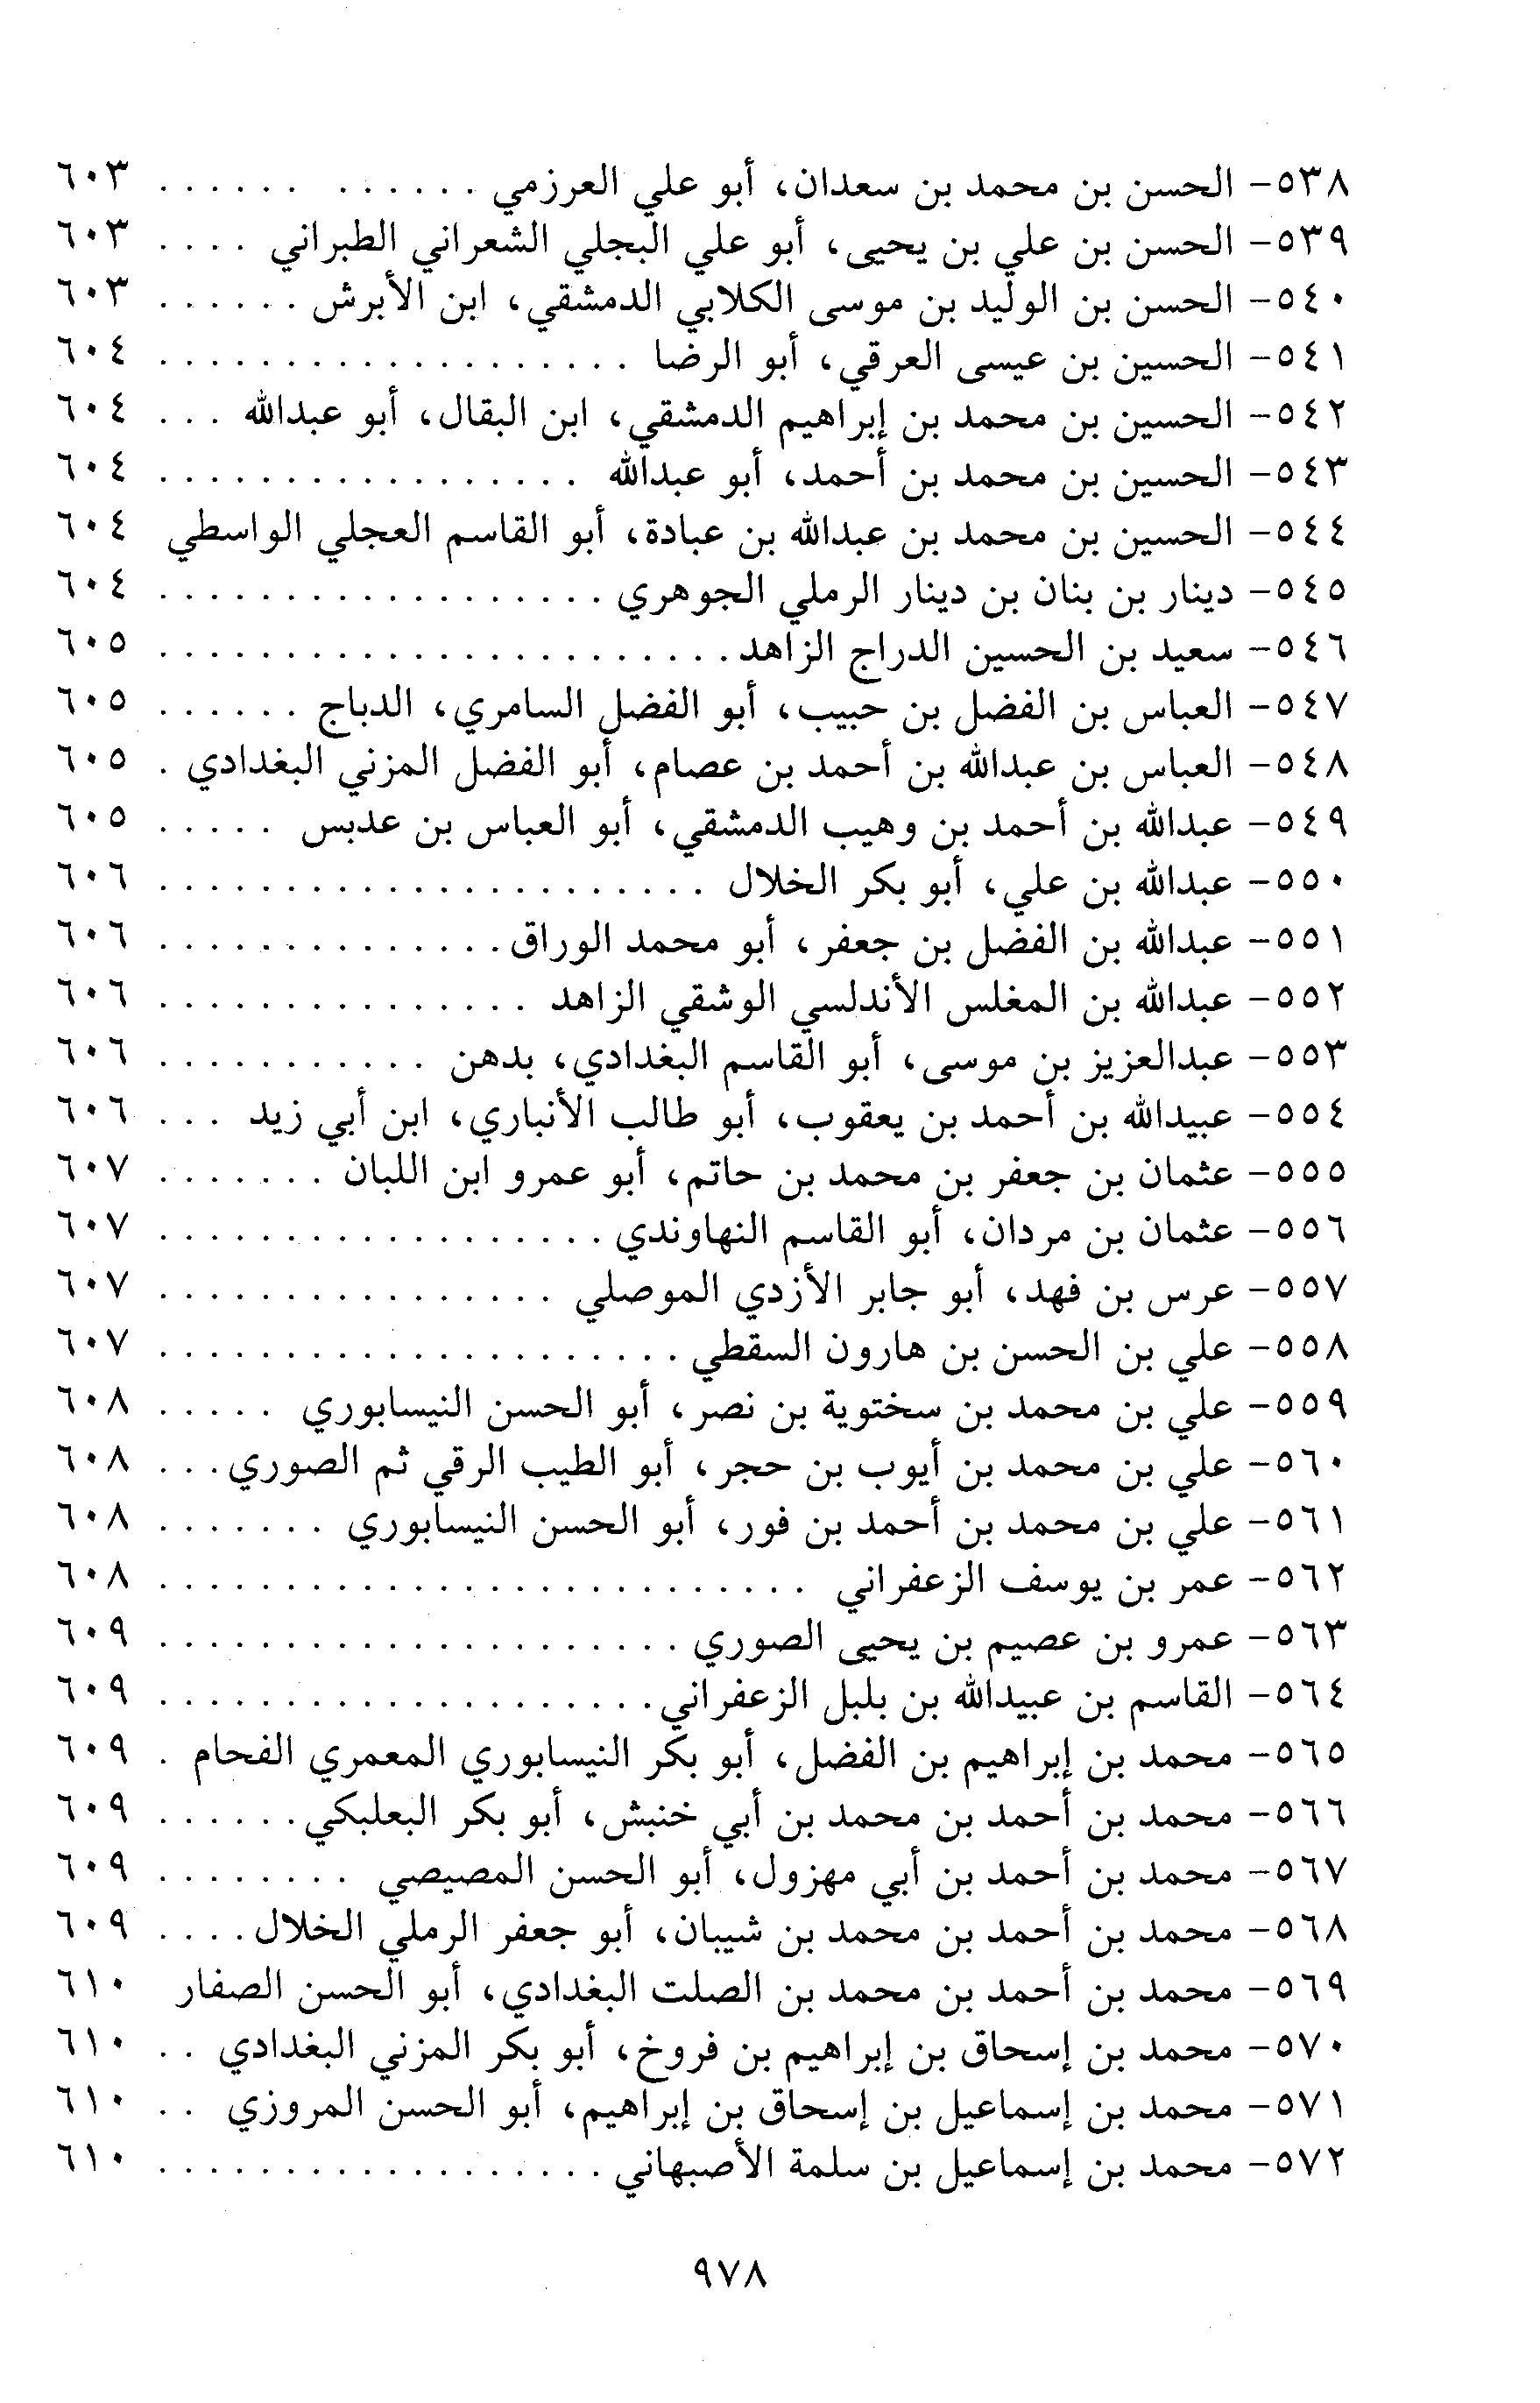 ٥٣٨- الحسن بن محمد بن سعدان، أبو علي العرزمي . . . . . . . . . . . . ٦٠٣
٥٣٩- الحسن بن علي بن يحيى، أبو علي البجلي الشعراني الطبراني . . . . ٦٠٣
٥٤٠- الحسن بن الوليد بن موسى الكلابي الدمشقي، ابن الأبرش . . . . . . ٦٠٣
٥٤١- الحسين بن عيسى العرقي، أبو الرضا . . . . . . . . . . . . . . . . . . . ٦٠٤
٥٤٢- الحسين بن محمد بن إبراهيم الدمشقي، ابن البقال، أبو عبدالله . . . ٦٠٤
٥٤٣- الحسين بن محمد بن أحمد، أبو عبدالله . . . . . . . . . . . . . . . . . ٦٠٤
٥٤٤- الحسين بن محمد بن عبدالله بن عبادة، أبو القاسم العجلي الواسطي ٦٠٤
٥٤٥- دينار بن بنان بن دينار الرملي الجوهري . . . . . . . . . . . . . . . . . . ٦٠٤
٥٤٦- سعيد بن الحسين الدراج الزاهد . . . . . . . . . . . . . . . . . . . . . . . ٦٠٥
٥٤٧- العباس بن الفضل بن حبيب، أبو الفضل السامري، الدباج . . . . . . ٦٠٥
٥٤٨- العباس بن عبدالله بن أحمد بن عصام، أبو الفضل المزني البغدادي . ٦٠٥
٥٤٩- عبدالله بن أحمد بن وهيب الدمشقي، أبو العباس بن عدبس . . . . . ٦٠٥
٥٥٠- عبدالله بن علي، أبو بكر الخلال . . . . . . . . . . . . . . . . . . . . . . ٦٠٦
٥٥١- عبدالله بن الفضل بن جعفر، أبو محمد الوراق . . . . . . . . . . . . . . ٦٠٦
٥٥٢- عبدالله بن المغلس الأندلسي الوشقي الزاهد . . . . . . . . . . . . . . . ٦٠٦
٥٥٣- عبدالعزيز بن موسى، أبو القاسم البغدادي، بدهن . . . . . . . . . . . ٦٠٦
٥٥٤- عبيدالله بن أحمد بن يعقوب، أبو طالب الأنباري، ابن أبي زيد . . . ٦٠٦
٥٥٥- عثمان بن جعفر بن محمد بن حاتم، أبو عمرو ابن اللبان . . . . . . . ٦٠٧
٥٥٦- عثمان بن مردان، أبو القاسم النهاوندي . . . . . . . . . . . . . . . . . . ٦٠٧
٥٥٧- عرس بن فهد، أبو جابر الأزدي الموصلي . . . . . . . . . . . . . . . . ٦٠٧
٥٥٨- علي بن الحسن بن هارون السقطي . . . . . . . . . . . . . . . . . . . . . ٦٠٧
٥٥٩- علي بن محمد بن سختوية بن نصر، أبو الحسن النيسابوري . . . . . ٦٠٨
٥٦٠- علي بن محمد بن أيوب بن حجر، أبو الطيب الرقي ثم الصوري . . . ٦٠٨
٥٦١- علي بن محمد بن أحمد بن فور، أبو الحسن النيسابوري . . . . . . . ٦٠٨
٥٦٢- عمر بن يوسف الزعفراني . . . . . . . . . . . . . . . . . . . . . . . . . . ٦٠٨
٥٦٣- عمرو بن عصيم بن يحيى الصوري . . . . . . . . . . . . . . . . . . . . . ٦٠٩
٥٦٤- القاسم بن عبيدالله بن بلبل الزعفراني . . . . . . . . . . . . . . . . . . . . ٦٠٩
٥٦٥- محمد بن إبراهيم بن الفضل، أبو بكر النيسابوري المعمري الفحام . ٦٠٩
٥٦٦- محمد بن أحمد بن محمد بن أبي خنبش، أبو بكر البعلبكي . . . . . . ٦٠٩
٥٦٧- محمد بن أحمد بن أبي مهزول، أبو الحسن المصيصي . . . . . . . . ٦٠٩
٥٦٨- محمد بن أحمد بن محمد بن شيبان، أبو جعفر الرملي الخلال . . . . ٦٠٩
٥٦٩- محمد بن أحمد بن محمد بن الصلت البغدادي، أبو الحسن الصفار ٦١٠
٥٧٠- محمد بن إسحاق بن إبراهيم بن فروخ، أبو بكر المزني البغدادي . . ٦١٠
٥٧١- محمد بن إسماعيل بن إسحاق بن إبراهيم، أبو الحسن المروزي . . ٦١٠
٥٧٢- محمد بن إسماعيل بن سلمة الأصبهاني . . . . . . . . . . . . . . . . . . ٦١٠
٩٧٨